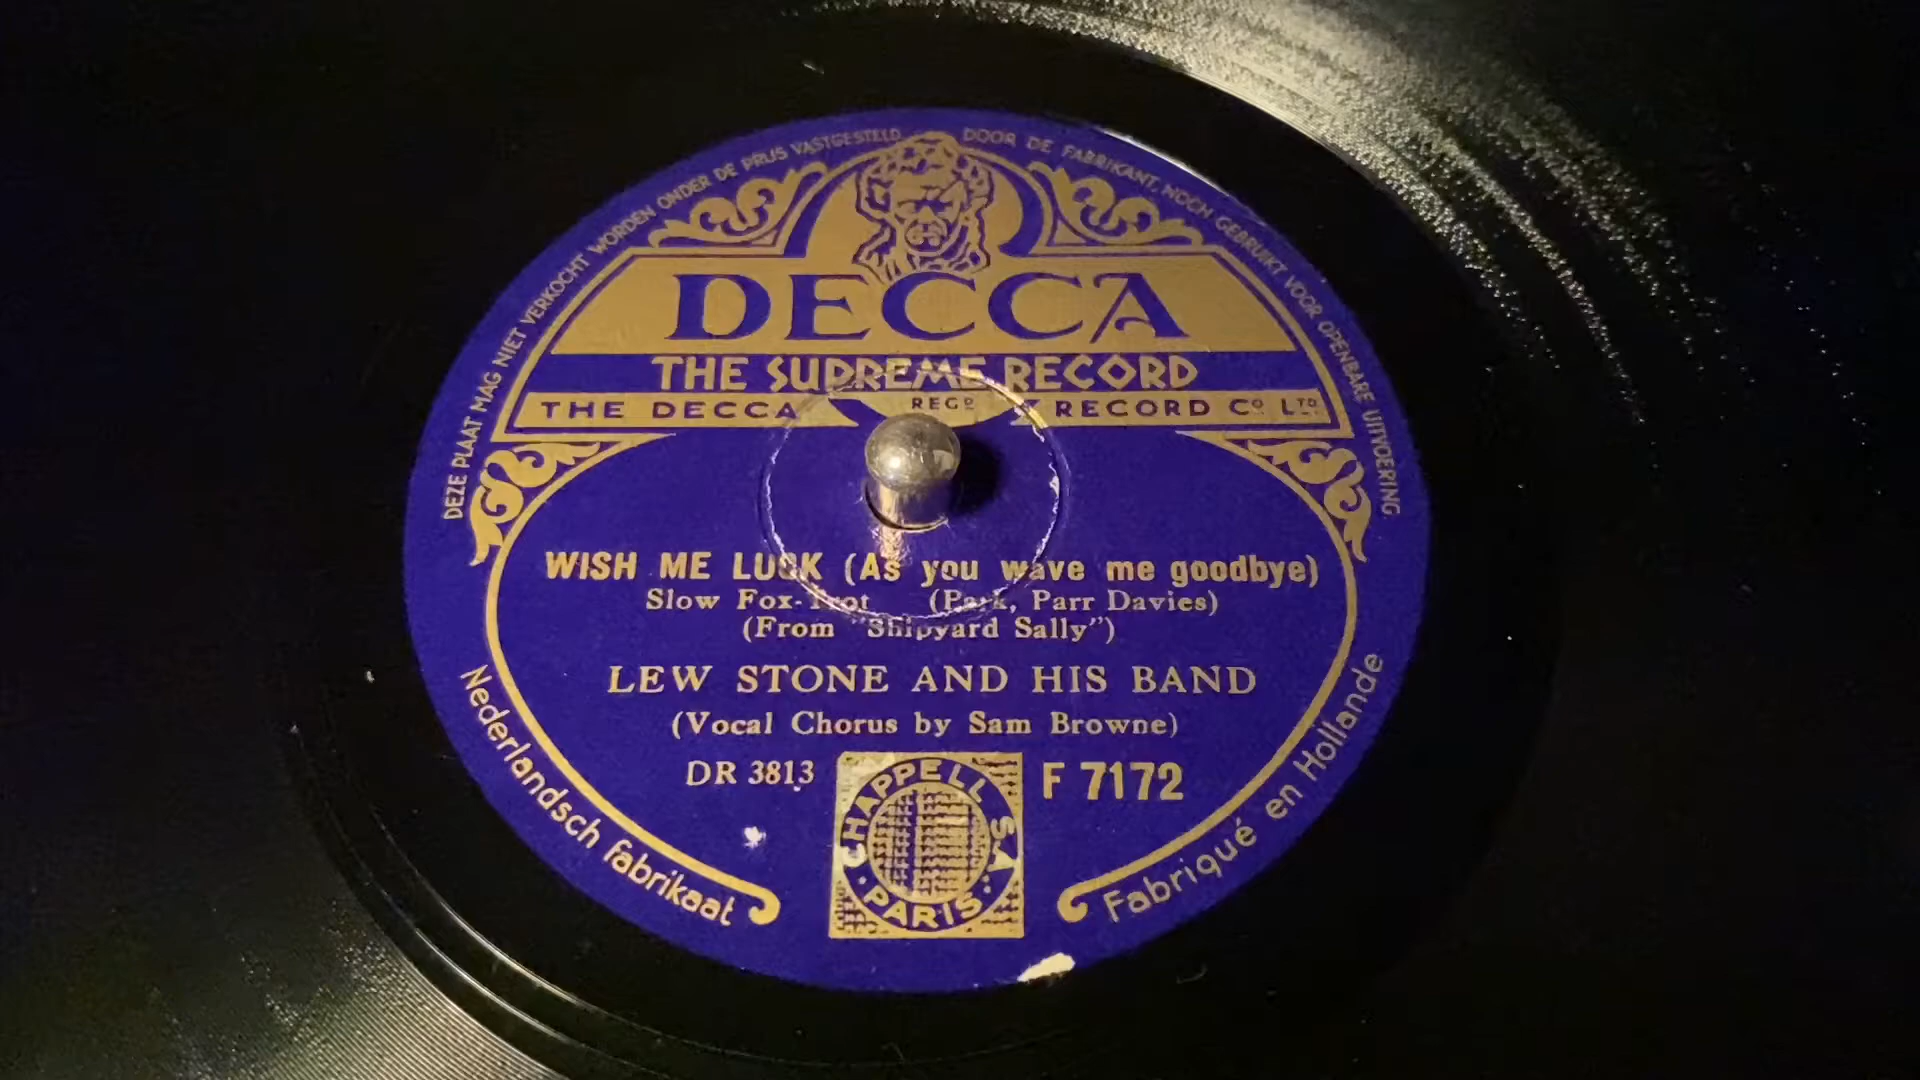 DEZE PLAAT MAG NIET VERKOCHT WORDEN ONDER DE PRIJS VASTGESTELD DOOR DE FABRIKANT, NOCH GEBRUIKT VOOR OPENBARE UITVOERING.
DECCA
THE SUPREME RECORD
THE DECCA REGD RECORD Co LTD
WISH ME LUCK (As you wave me goodbye)
Slow Fox-Trot (Park, Parr Davies)
(From "Shipyard Sally")
LEW STONE AND HIS BAND
(Vocal Chorus by Sam Browne)
DR 3813
F 7172
CHAPPELL S.A.
PARIS
Nederlandsch fabrikaat
Fabriqué en Hollande